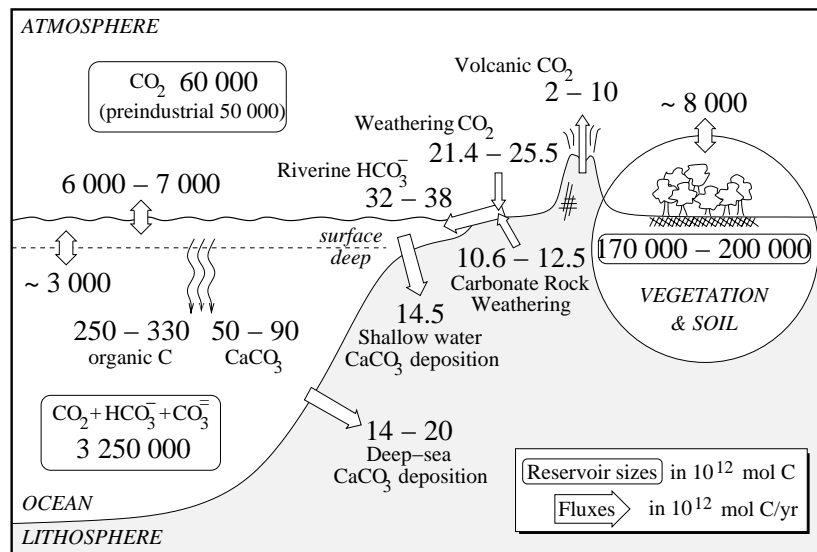 ATMOSPHERE
CO₂ 60 000
(preindustrial 50 000)
Volcanic CO₂
2 – 10
~ 8 000
Weathering CO₂
21.4 – 25.5
Riverine HCO₃⁻
32 – 38
6 000 – 7 000
surface
deep
~ 3 000
10.6 – 12.5
Carbonate Rock
Weathering
170 000 – 200 000
VEGETATION
& SOIL
250 – 330
organic C
50 – 90
CaCO₃
14.5
Shallow water
CaCO₃ deposition
CO₂ + HCO₃⁻ + CO₃⁼
3 250 000
14 – 20
Deep–sea
CaCO₃ deposition
Reservoir sizes in 10¹² mol C
Fluxes in 10¹² mol C/yr
OCEAN
LITHOSPHERE